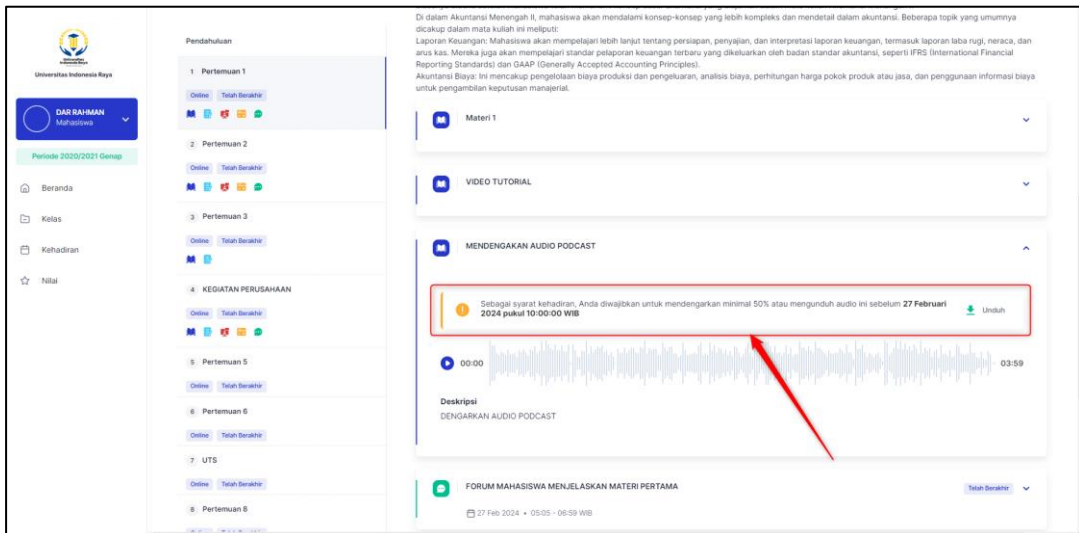 Universitas
Indonesia Raya
Universitas Indonesia Raya
DAR RAHMAN
Mahasiswa
Periode 2020/2021 Genap
Beranda
Kelas
Kehadiran
Nilai
Pendahuluan
1 Pertemuan 1
Online Telah Berakhir
2 Pertemuan 2
Online Telah Berakhir
3 Pertemuan 3
Online Telah Berakhir
4 KEGIATAN PERUSAHAAN
Online Telah Berakhir
5 Pertemuan 5
Online Telah Berakhir
6 Pertemuan 6
Online Telah Berakhir
7 UTS
Online Telah Berakhir
8 Pertemuan 8
Di dalam Akuntansi Menengah II, mahasiswa akan mendalami konsep-konsep yang lebih kompleks dan mendetail dalam akuntansi. Beberapa topik yang umumnya
dicakup dalam mata kuliah ini meliputi:
Laporan Keuangan: Mahasiswa akan mempelajari lebih lanjut tentang persiapan, penyajian, dan interpretasi laporan keuangan, termasuk laporan laba rugi, neraca, dan
arus kas. Mereka juga akan mempelajari standar pelaporan keuangan terbaru yang dikeluarkan oleh badan standar akuntansi, seperti IFRS (International Financial
Reporting Standards) dan GAAP (Generally Accepted Accounting Principles).
Akuntansi Biaya: Ini mencakup pengelolaan biaya produksi dan pengeluaran, analisis biaya, perhitungan harga pokok produk atau jasa, dan penggunaan informasi biaya
untuk pengambilan keputusan manajerial.
Materi 1
VIDEO TUTORIAL
MENDENGAKAN AUDIO PODCAST
Sebagai syarat kehadiran, Anda diwajibkan untuk mendengarkan minimal 50% atau mengunduh audio ini sebelum 27 Februari
2024 pukul 10:00:00 WIB
Unduh
00:00
03:59
Deskripsi
DENGARKAN AUDIO PODCAST
FORUM MAHASISWA MENJELASKAN MATERI PERTAMA
Telah Berakhir
27 Feb 2024 • 05:05 - 06:59 WIB